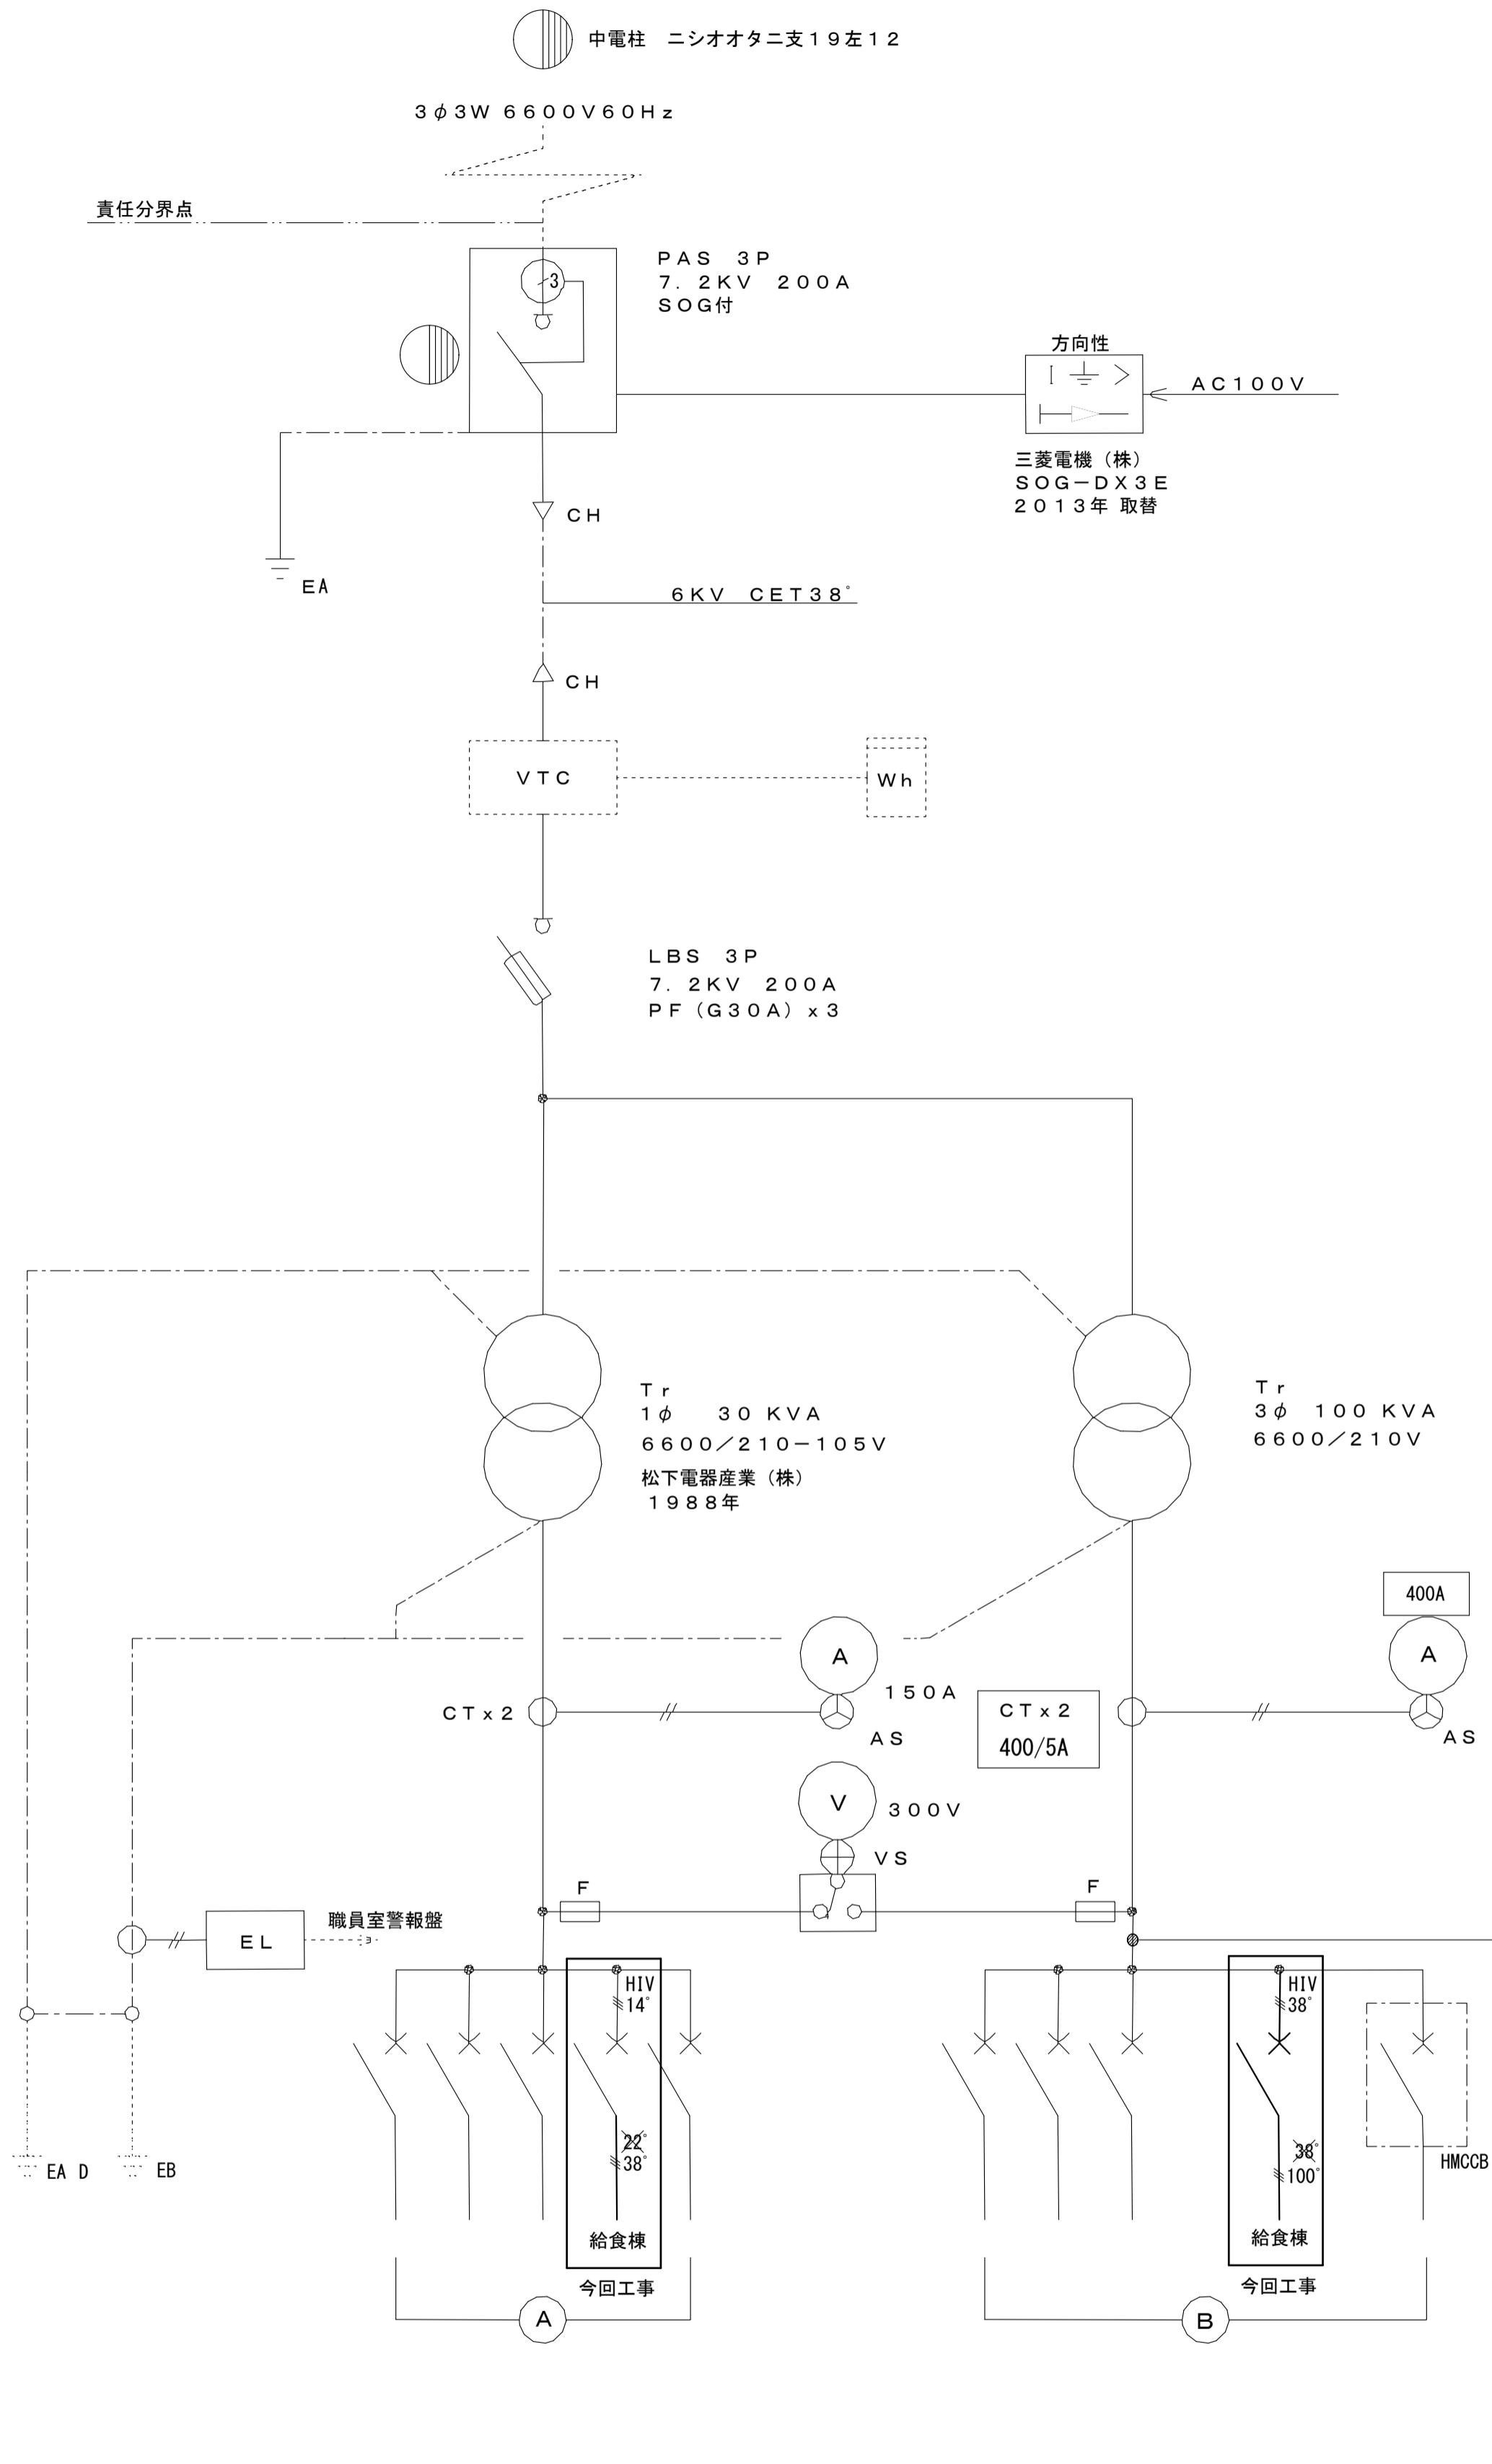 中電柱　ニシオオタニ支１９左１２
３φ３Ｗ ６６００Ｖ６０Ｈｚ
責任分界点
3
ＰＡＳ　３Ｐ
７．２ＫＶ　２００Ａ
ＳＯＧ付
方向性
I
ＡＣ１００Ｖ
三菱電機（株）
ＳＯＧ－ＤＸ３Ｅ
２０１３年 取替
ＣＨ
EA
６ＫＶ　ＣＥＴ３８°
ＣＨ
ＶＴＣ
Ｗｈ
ＬＢＳ　３Ｐ
７．２ＫＶ　２００Ａ
ＰＦ（Ｇ３０Ａ）ｘ３
Ｔｒ
１φ　　３０ ＫＶＡ
６６００／２１０－１０５Ｖ
松下電器産業（株）
１９８８年
Ｔｒ
３φ　１００ ＫＶＡ
６６００／２１０Ｖ
400A
Ａ
１５０Ａ
ＡＳ
ＣＴｘ２
ＣＴｘ２
400/5A
Ａ
ＡＳ
Ｖ
３００Ｖ
ＶＳ
Ｆ
Ｆ
ＥＬ
職員室警報盤
HIV
14°
22°
38°
給食棟
今回工事
HIV
38°
38°
100°
給食棟
今回工事
HMCCB
EA D
EB
Ａ
Ｂ